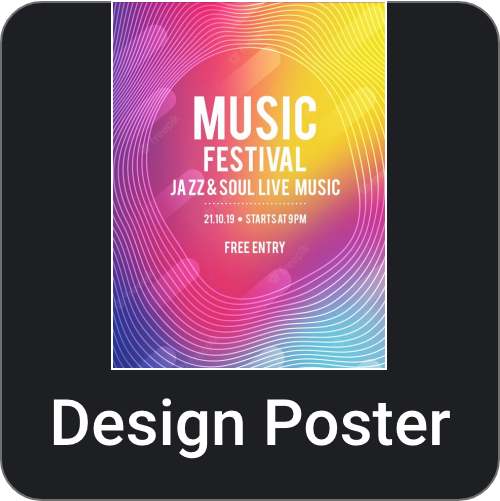 MUSIC
FESTIVAL
JAZZ & SOUL LIVE MUSIC
21.10.19 • STARTS AT 9PM
FREE ENTRY
Design Poster